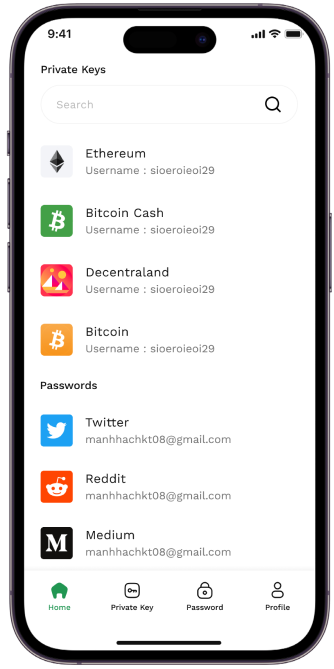 9:41
Private Keys
Search
Ethereum
Username : sioeroieoi29
Bitcoin Cash
Username : sioeroieoi29
Decentraland
Username : sioeroieoi29
Bitcoin
Username : sioeroieoi29
Passwords
Twitter
manhhachkt08@gmail.com
Reddit
manhhachkt08@gmail.com
M
Medium
manhhachkt08@gmail.com
Home Private Key Password Profile